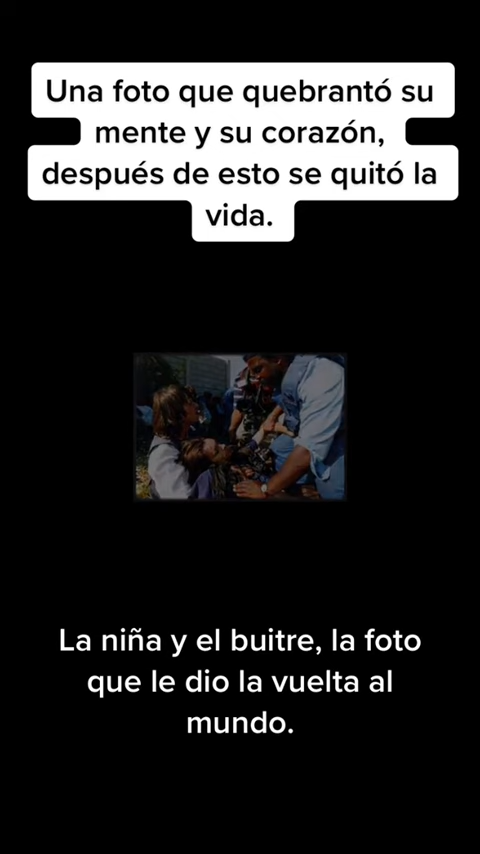 Una foto que quebrantó su
mente y su corazón,
después de esto se quitó la
vida.
La niña y el buitre, la foto
que le dio la vuelta al
mundo.